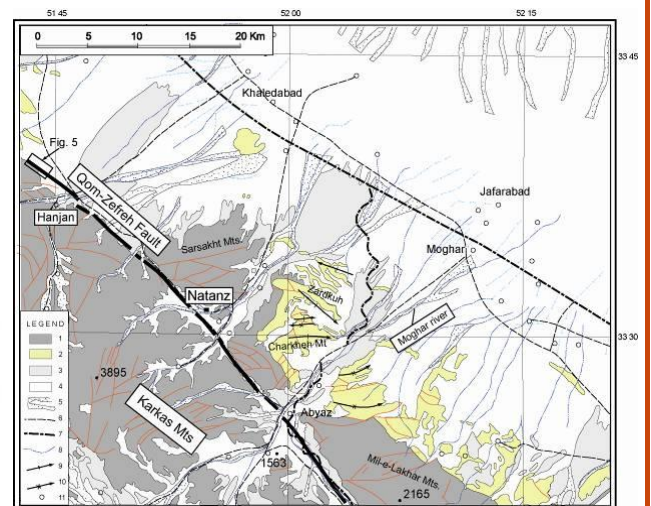 51 45
52 00
52 15
0 5 10 15 20 Km
33 45
Khaledabad
Fig. 5
Qom-Zefreh Fault
Jafarabad
Hanjan
Sarsakht Mts.
Moghar
Natanz
Zardkuh
Moghar river
LEGEND
1
2
3
4
5
6
7
8
9
10
11
33 30
Charkheh Mt
3895
Karkas Mts
Abyaz
1563
Mil-e-Lakhar Mts.
2165